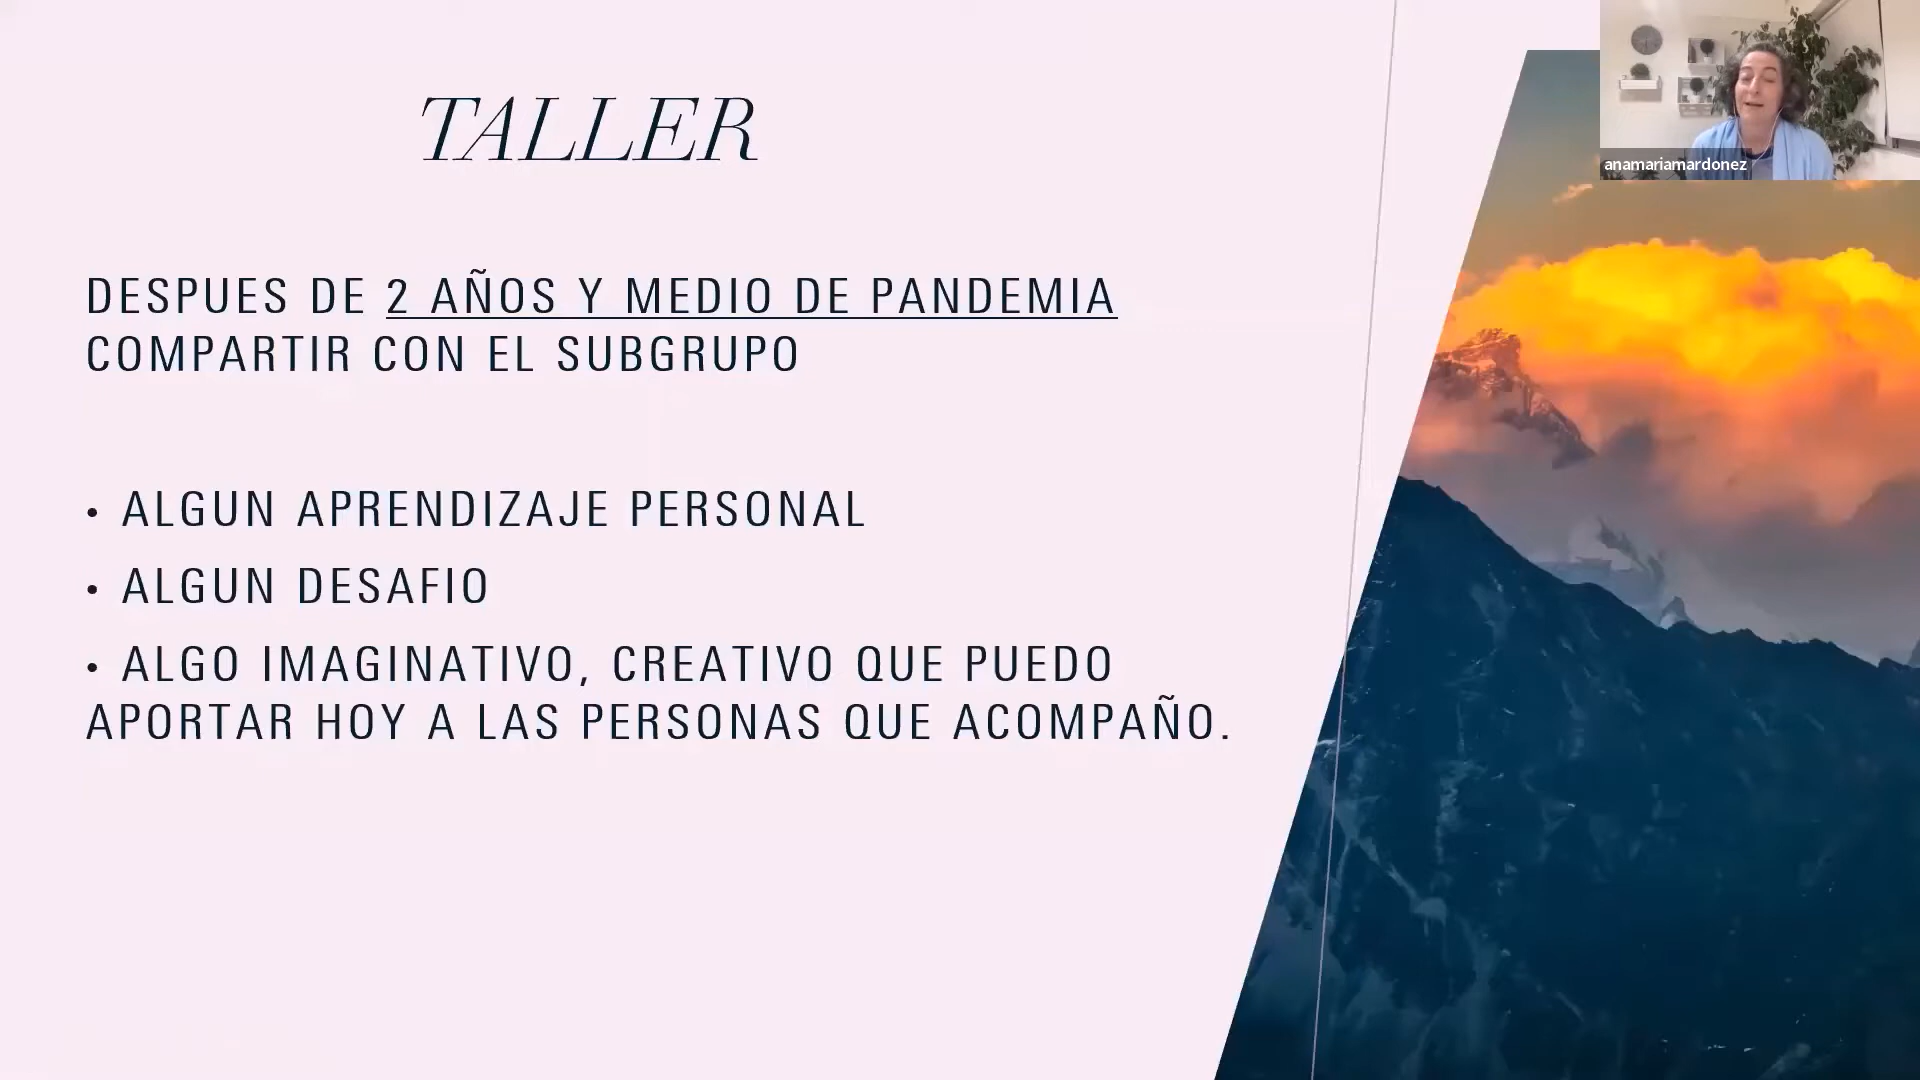 TALLER
anamariamardonez
DESPUES DE 2 AÑOS Y MEDIO DE PANDEMIA
COMPARTIR CON EL SUBGRUPO
• ALGUN APRENDIZAJE PERSONAL
• ALGUN DESAFIO
• ALGO IMAGINATIVO, CREATIVO QUE PUEDO
APORTAR HOY A LAS PERSONAS QUE ACOMPAÑO.